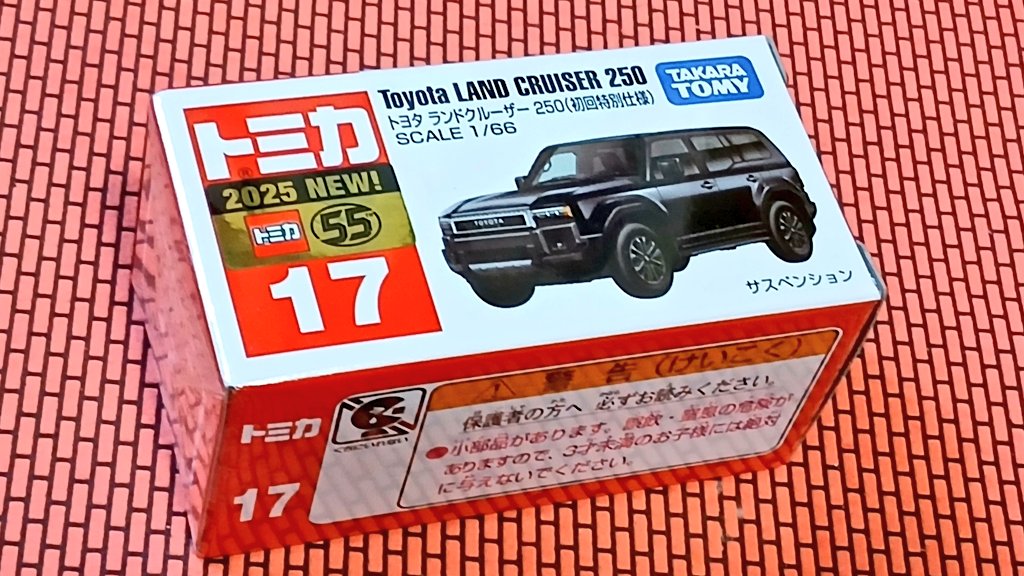 Toyota LAND CRUISER 250
トヨタ ランドクルーザー 250(初回特別仕様)
SCALE 1/66
TAKARA
TOMY
トミカ
2025 NEW!
トミカ 55
17
TOYOTA
サスペンション
トミカ
17
警告(けいこく)
保護者の方へ 必ずお読みください。
●小部品があります。誤飲・窒息の危険が
ありますので、3才未満のお子様には絶対
に与えないでください。